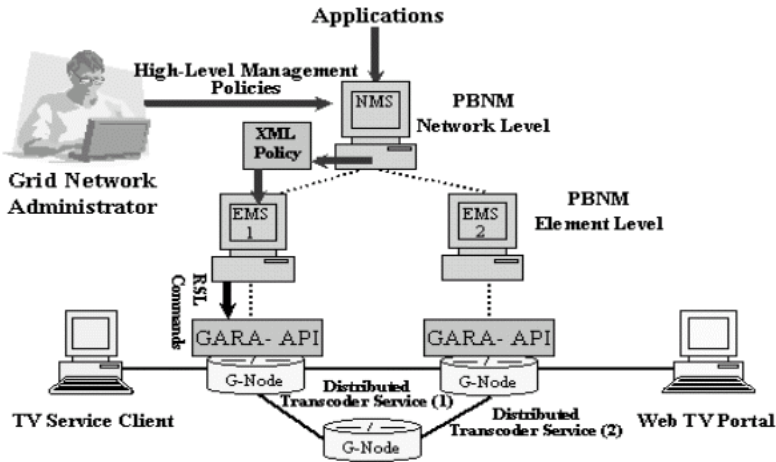 Applications
High-Level Management
Policies
NMS
PBNM
Network Level
XML
Policy
Grid Network
Administrator
EMS
1
EMS
2
PBNM
Element Level
RSL
Commands
GARA- API
GARA- API
G-Node
G-Node
TV Service Client
Distributed
Transcoder Service (1)
Distributed
Transcoder Service (2)
Web TV Portal
G-Node